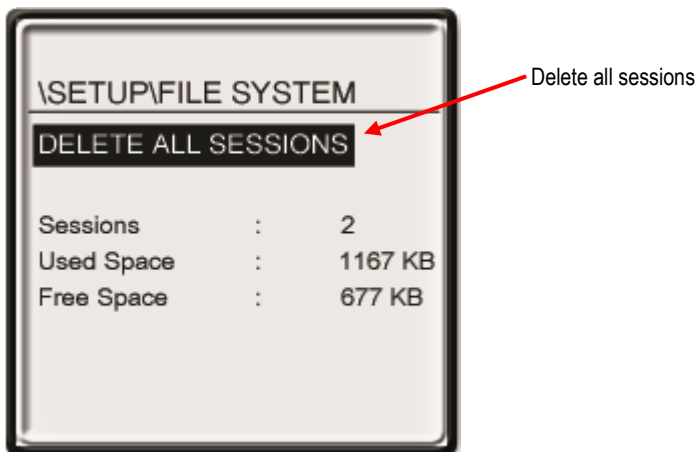 \SETUP\FILE SYSTEM
Delete all sessions
DELETE ALL SESSIONS
Sessions : 2
Used Space : 1167 KB
Free Space : 677 KB